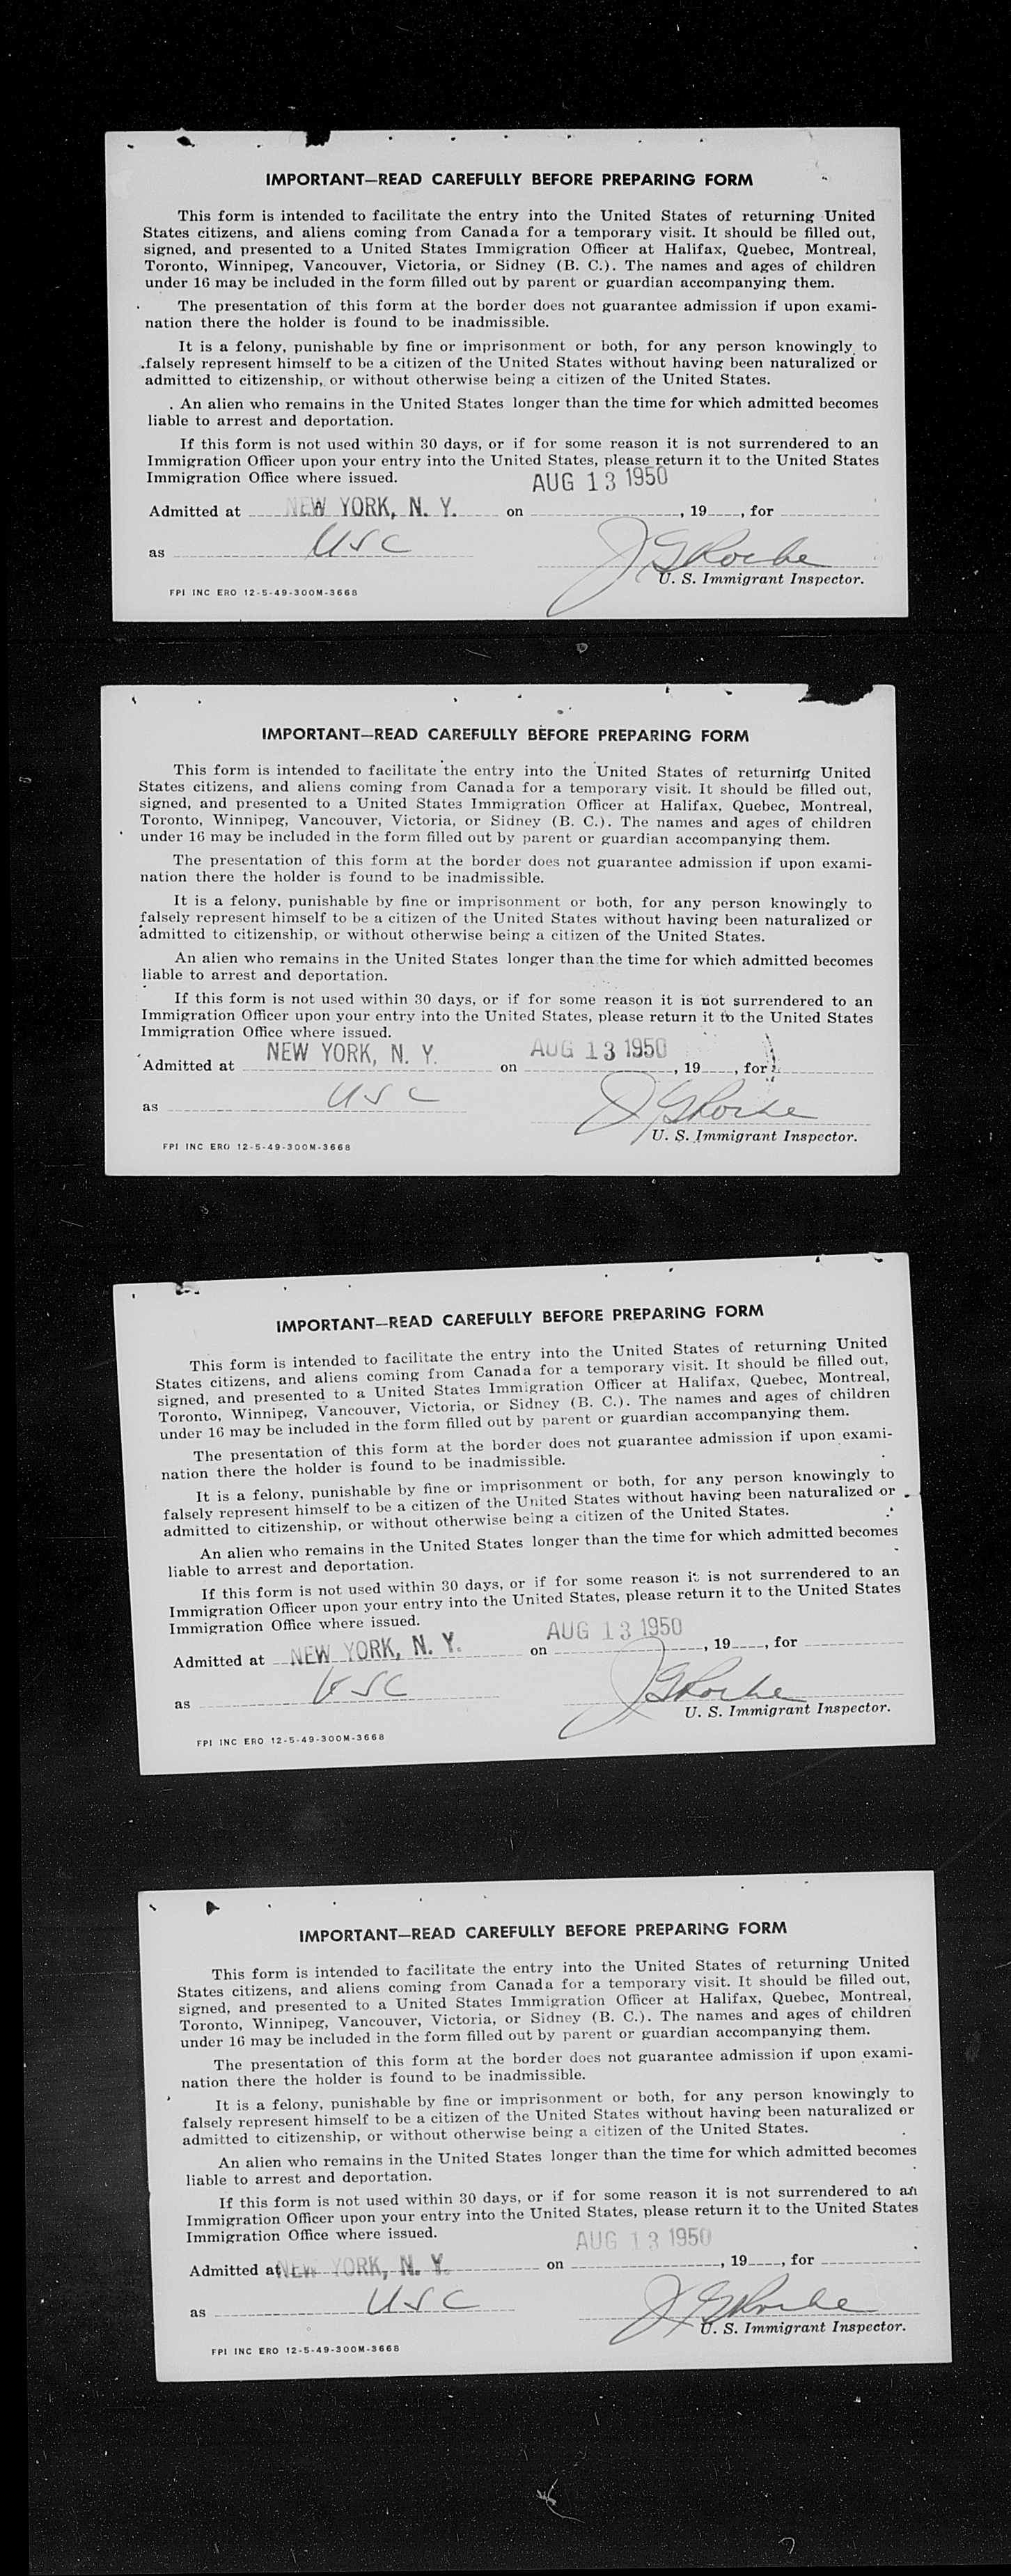 IMPORTANT—READ CAREFULLY BEFORE PREPARING FORM
This form is intended to facilitate the entry into the United States of returning United
States citizens, and aliens coming from Canada for a temporary visit. It should be filled out,
signed, and presented to a United States Immigration Officer at Halifax, Quebec, Montreal,
Toronto, Winnipeg, Vancouver, Victoria, or Sidney (B. C.). The names and ages of children
under 16 may be included in the form filled out by parent or guardian accompanying them.
The presentation of this form at the border does not guarantee admission if upon exami-
nation there the holder is found to be inadmissible.
It is a felony, punishable by fine or imprisonment or both, for any person knowingly to
falsely represent himself to be a citizen of the United States without having been naturalized or
admitted to citizenship, or without otherwise being a citizen of the United States.
An alien who remains in the United States longer than the time for which admitted becomes
liable to arrest and deportation.
If this form is not used within 30 days, or if for some reason it is not surrendered to an
Immigration Officer upon your entry into the United States, please return it to the United States
Immigration Office where issued.
Admitted at NEW YORK, N. Y. on AUG 13 1950, 19, for
as USC J G Roche
U. S. Immigrant Inspector.
FPI INC ERO 12-5-49-300M-3668
IMPORTANT—READ CAREFULLY BEFORE PREPARING FORM
This form is intended to facilitate the entry into the United States of returning United
States citizens, and aliens coming from Canada for a temporary visit. It should be filled out,
signed, and presented to a United States Immigration Officer at Halifax, Quebec, Montreal,
Toronto, Winnipeg, Vancouver, Victoria, or Sidney (B. C.). The names and ages of children
under 16 may be included in the form filled out by parent or guardian accompanying them.
The presentation of this form at the border does not guarantee admission if upon exami-
nation there the holder is found to be inadmissible.
It is a felony, punishable by fine or imprisonment or both, for any person knowingly to
falsely represent himself to be a citizen of the United States without having been naturalized or
admitted to citizenship, or without otherwise being a citizen of the United States.
An alien who remains in the United States longer than the time for which admitted becomes
liable to arrest and deportation.
If this form is not used within 30 days, or if for some reason it is not surrendered to an
Immigration Officer upon your entry into the United States, please return it to the United States
Immigration Office where issued.
Admitted at NEW YORK, N. Y. on AUG 13 1950, 19, for
as USC J G Roche
U. S. Immigrant Inspector.
FPI INC ERO 12-5-49-300M-3668
IMPORTANT—READ CAREFULLY BEFORE PREPARING FORM
This form is intended to facilitate the entry into the United States of returning United
States citizens, and aliens coming from Canada for a temporary visit. It should be filled out,
signed, and presented to a United States Immigration Officer at Halifax, Quebec, Montreal,
Toronto, Winnipeg, Vancouver, Victoria, or Sidney (B. C.). The names and ages of children
under 16 may be included in the form filled out by parent or guardian accompanying them.
The presentation of this form at the border does not guarantee admission if upon exami-
nation there the holder is found to be inadmissible.
It is a felony, punishable by fine or imprisonment or both, for any person knowingly to
falsely represent himself to be a citizen of the United States without having been naturalized or
admitted to citizenship, or without otherwise being a citizen of the United States.
An alien who remains in the United States longer than the time for which admitted becomes
liable to arrest and deportation.
If this form is not used within 30 days, or if for some reason it is not surrendered to an
Immigration Officer upon your entry into the United States, please return it to the United States
Immigration Office where issued.
Admitted at NEW YORK, N. Y. on AUG 13 1950, 19, for
as USC J G Roche
U. S. Immigrant Inspector.
FPI INC ERO 12-5-49-300M-3668
IMPORTANT—READ CAREFULLY BEFORE PREPARING FORM
This form is intended to facilitate the entry into the United States of returning United
States citizens, and aliens coming from Canada for a temporary visit. It should be filled out,
signed, and presented to a United States Immigration Officer at Halifax, Quebec, Montreal,
Toronto, Winnipeg, Vancouver, Victoria, or Sidney (B. C.). The names and ages of children
under 16 may be included in the form filled out by parent or guardian accompanying them.
The presentation of this form at the border does not guarantee admission if upon exami-
nation there the holder is found to be inadmissible.
It is a felony, punishable by fine or imprisonment or both, for any person knowingly to
falsely represent himself to be a citizen of the United States without having been naturalized or
admitted to citizenship, or without otherwise being a citizen of the United States.
An alien who remains in the United States longer than the time for which admitted becomes
liable to arrest and deportation.
If this form is not used within 30 days, or if for some reason it is not surrendered to an
Immigration Officer upon your entry into the United States, please return it to the United States
Immigration Office where issued.
Admitted at NEW YORK, N. Y. on AUG 13 1950, 19, for
as USC J G Roche
U. S. Immigrant Inspector.
FPI INC ERO 12-5-49-300M-3668